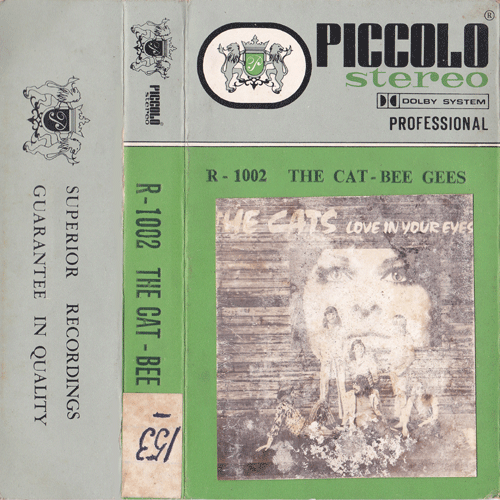 SUPERIOR RECORDINGS
GUARANTEE IN QUALITY
PICCOLO
stereo
R-1002 THE CAT-BEE
153
®
PICCOLO
stereo
DOLBY SYSTEM
PROFESSIONAL
R-1002 THE CAT-BEE GEES
THE CATS LOVE IN YOUR EYES